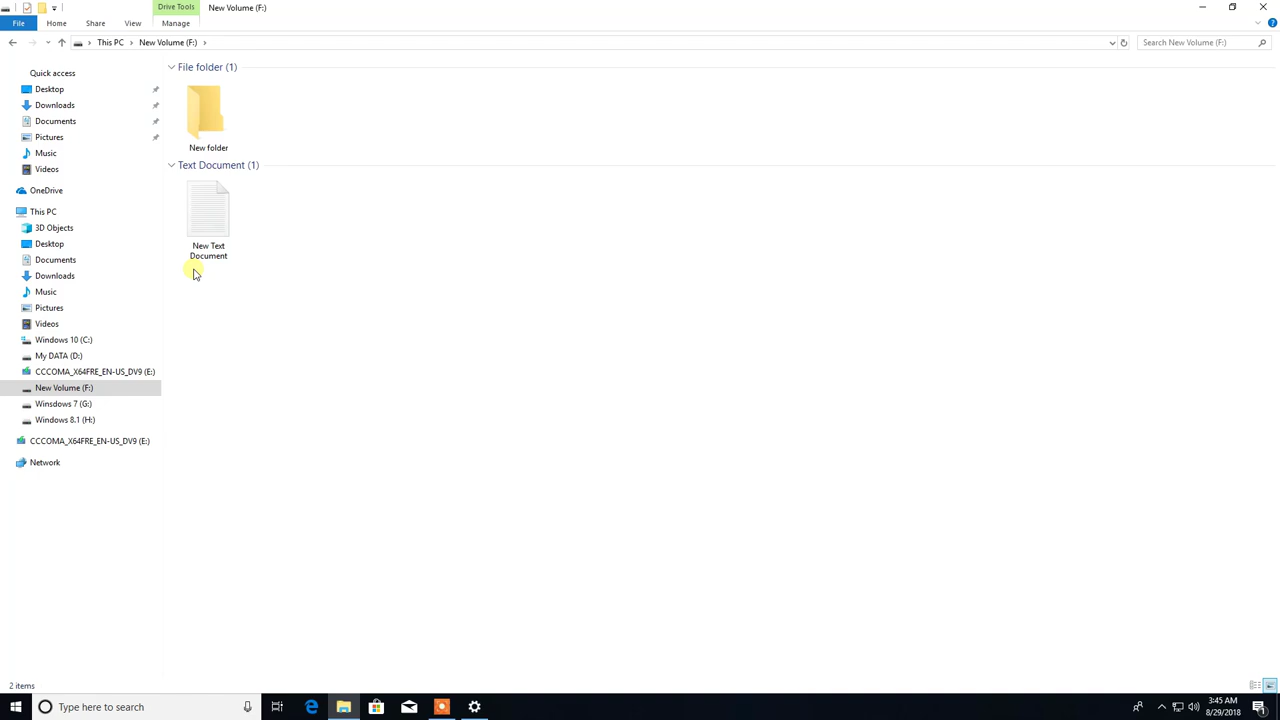 Drive Tools
New Volume (F:)
File
Home
Share
View
Manage
This PC
New Volume (F:)
Search New Volume (F:)
Quick access
Desktop
Downloads
Documents
Pictures
Music
Videos
OneDrive
This PC
3D Objects
Desktop
Documents
Downloads
Music
Pictures
Videos
Windows 10 (C:)
My DATA (D:)
CCCOMA_X64FRE_EN-US_DV9 (E:)
New Volume (F:)
Winsdows 7 (G:)
Windows 8.1 (H:)
CCCOMA_X64FRE_EN-US_DV9 (E:)
Network
File folder (1)
New folder
Text Document (1)
New Text
Document
2 items
Type here to search
3:45 AM
8/29/2018
1